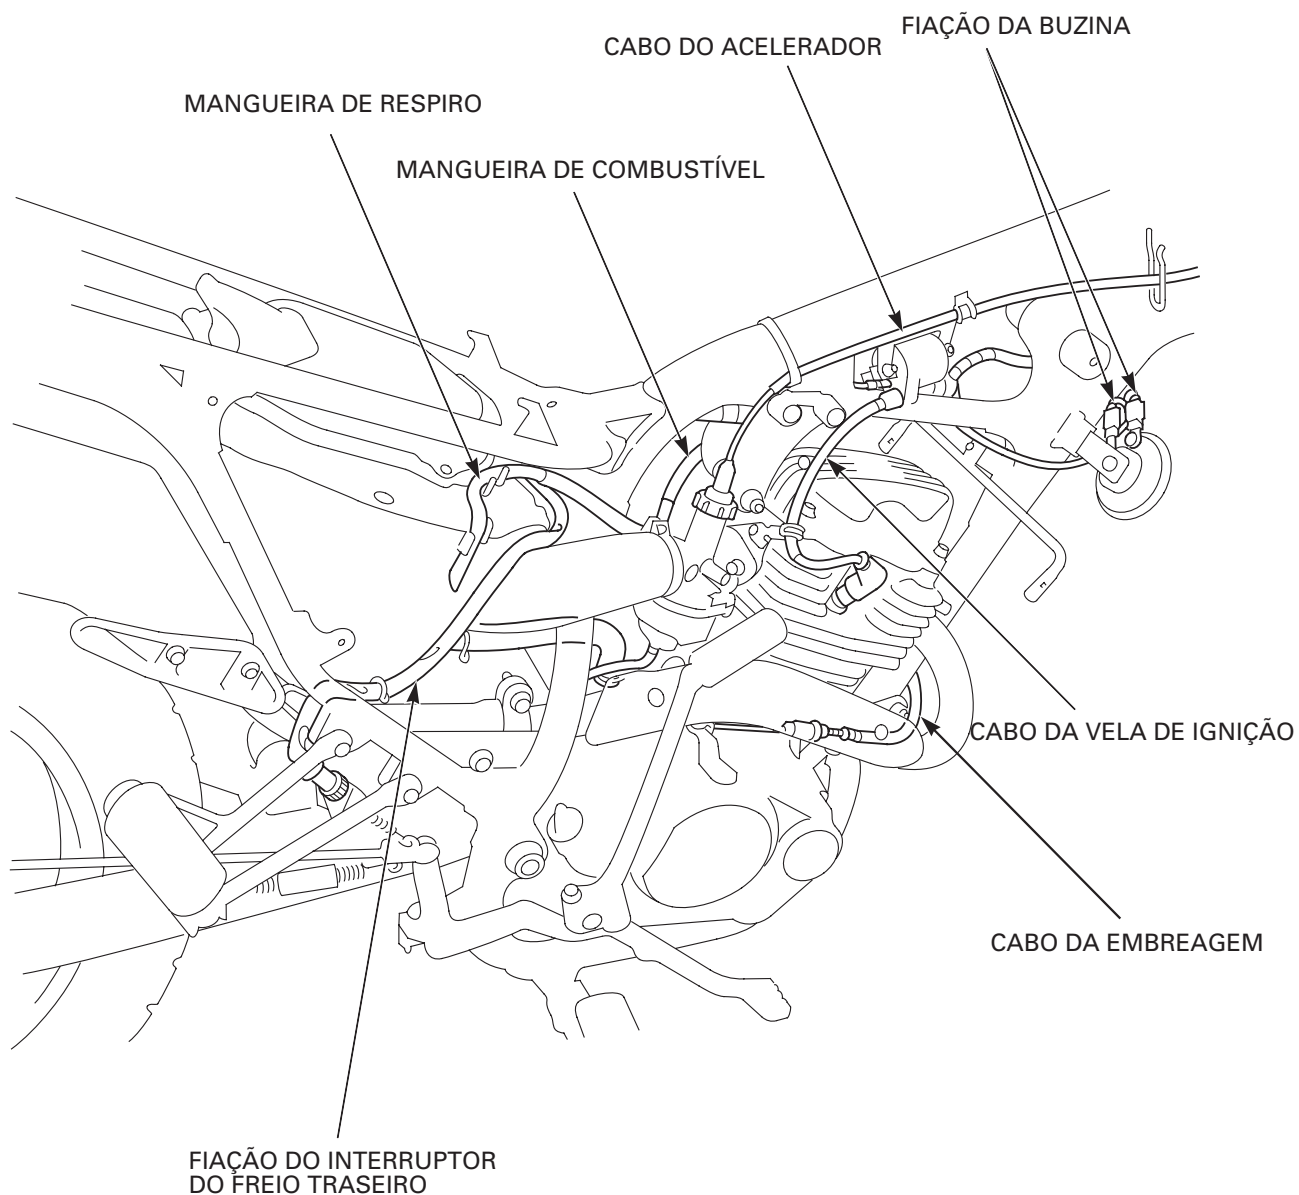 FIAÇÃO DA BUZINA
CABO DO ACELERADOR
MANGUEIRA DE RESPIRO
MANGUEIRA DE COMBUSTÍVEL
CABO DA VELA DE IGNIÇÃO
CABO DA EMBREAGEM
FIAÇÃO DO INTERRUPTOR
DO FREIO TRASEIRO